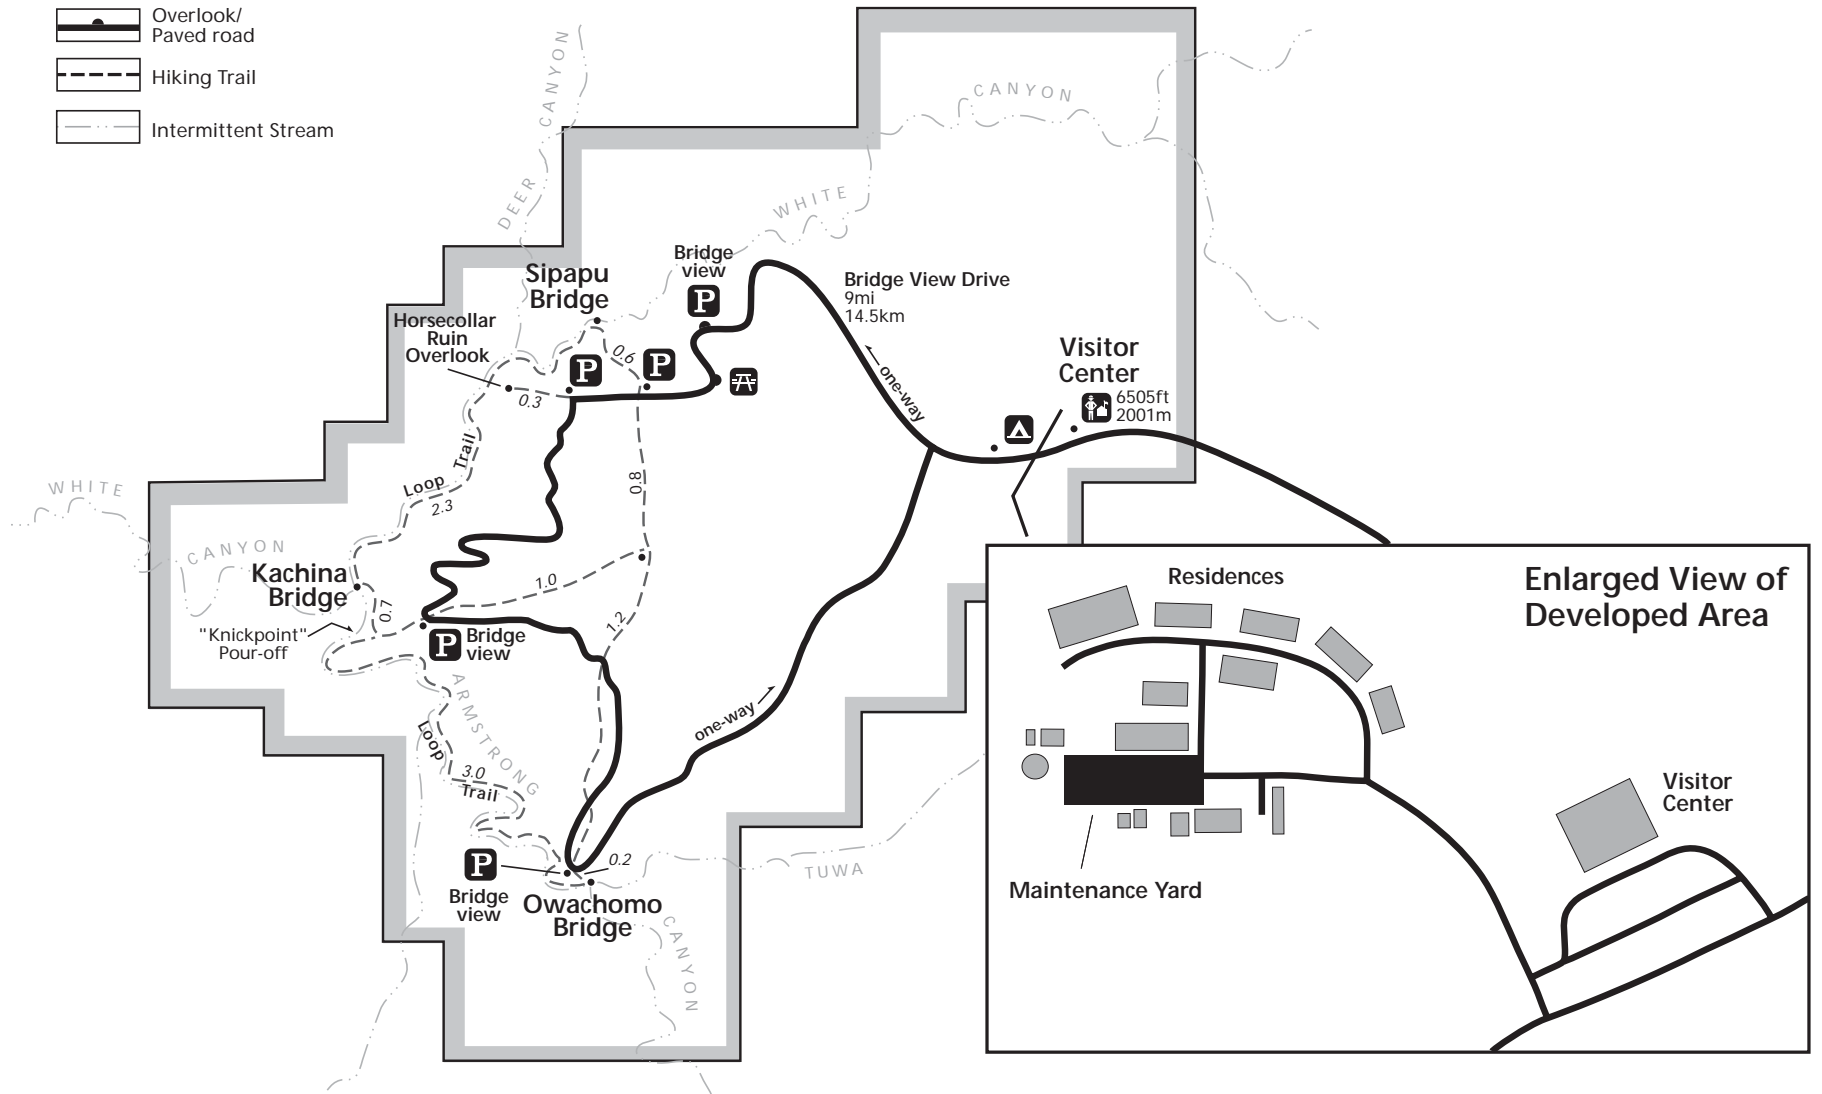 Overlook/
Paved road
Hiking Trail
Intermittent Stream
DEER CANYON
CANYON
WHITE
Sipapu
Bridge
Bridge
view
P
Bridge View Drive
9mi
14.5km
Horsecollar
Ruin
Overlook
0.6
P
P
0.3
one-way
Visitor
Center
6505ft
2001m
Loop Trail
2.3
0.8
WHITE
CANYON
Kachina
Bridge
0.7
1.0
1.2
"Knickpoint"
Pour-off
P
Bridge
view
ARMSTRONG
one-way
Loop
3.0
Trail
P
Bridge
view
0.2
Owachomo
Bridge
TUWA
CANYON
Enlarged View of
Developed Area
Residences
Visitor
Center
Maintenance Yard